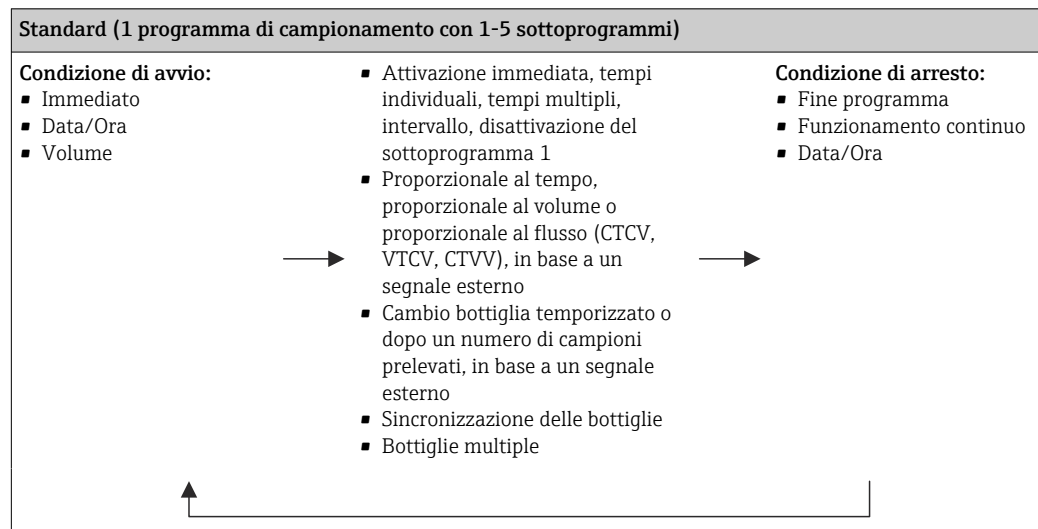 Standard (1 programma di campionamento con 1-5 sottoprogrammi)
Condizione di avvio:
▪ Immediato
▪ Data/Ora
▪ Volume
▪ Attivazione immediata, tempi
individuali, tempi multipli,
intervallo, disattivazione del
sottoprogramma 1
▪ Proporzionale al tempo,
proporzionale al volume o
proporzionale al flusso (CTCV,
VTCV, CTVV), in base a un
segnale esterno
▪ Cambio bottiglia temporizzato o
dopo un numero di campioni
prelevati, in base a un segnale
esterno
▪ Sincronizzazione delle bottiglie
▪ Bottiglie multiple
Condizione di arresto:
▪ Fine programma
▪ Funzionamento continuo
▪ Data/Ora